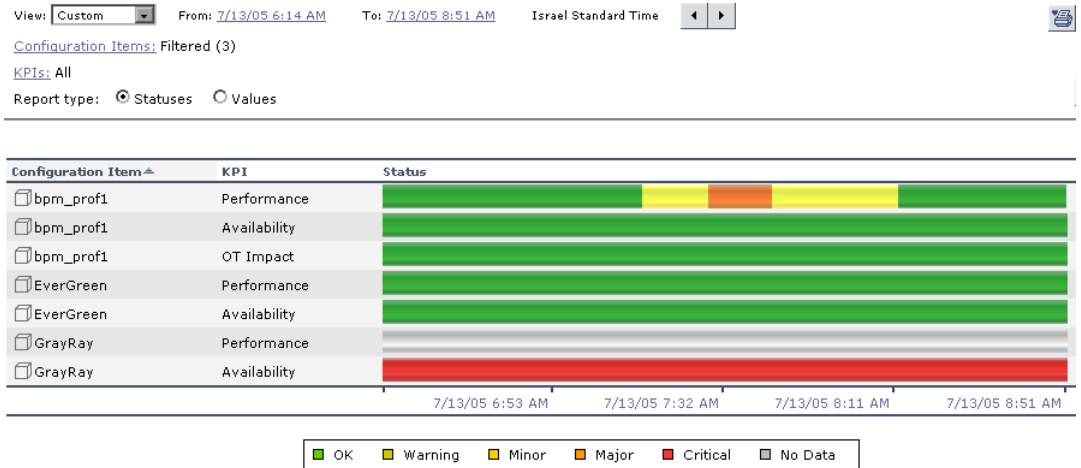 View: Custom From: 7/13/05 6:14 AM To: 7/13/05 8:51 AM Israel Standard Time
Configuration Items: Filtered (3)
KPIs: All
Report type: Statuses Values
Configuration Item KPI Status
bpm_prof1 Performance
bpm_prof1 Availability
bpm_prof1 OT Impact
EverGreen Performance
EverGreen Availability
GrayRay Performance
GrayRay Availability
7/13/05 6:53 AM 7/13/05 7:32 AM 7/13/05 8:11 AM 7/13/05 8:51 AM
OK Warning Minor Major Critical No Data